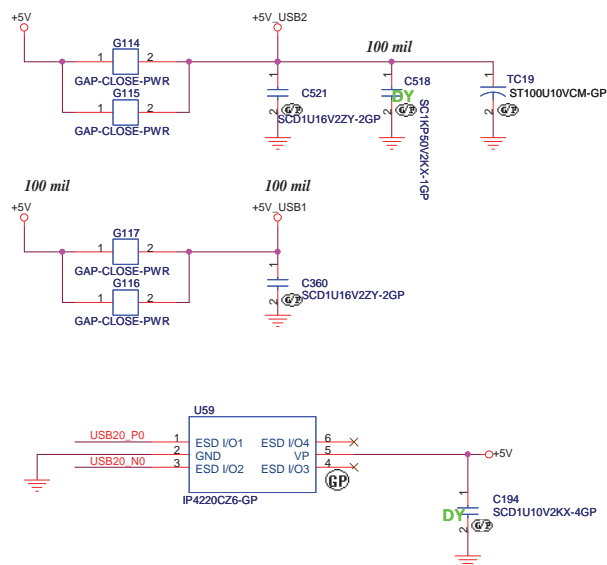 +5V
+5V_USB2
G114
1 2
GAP-CLOSE-PWR
G115
1 2
GAP-CLOSE-PWR
100 mil
1
C521
2
G/P
SCD1U16V2ZY-2GP
1
C518
DY
2
G/P
SC1KP50V2KX-1GP
1
TC19
ST100U10VCM-GP
2
G/P
100 mil
100 mil
+5V
+5V_USB1
G117
1 2
GAP-CLOSE-PWR
G116
1 2
GAP-CLOSE-PWR
1
C360
SCD1U16V2ZY-2GP
2
G/P
U59
USB20_P0 1 ESD I/O1 ESD I/O4 6
2 GND VP 5 +5V
USB20_N0 3 ESD I/O2 ESD I/O3 4
GP
IP4220CZ6-GP
1
C194
DY SCD1U10V2KX-4GP
2
G/P